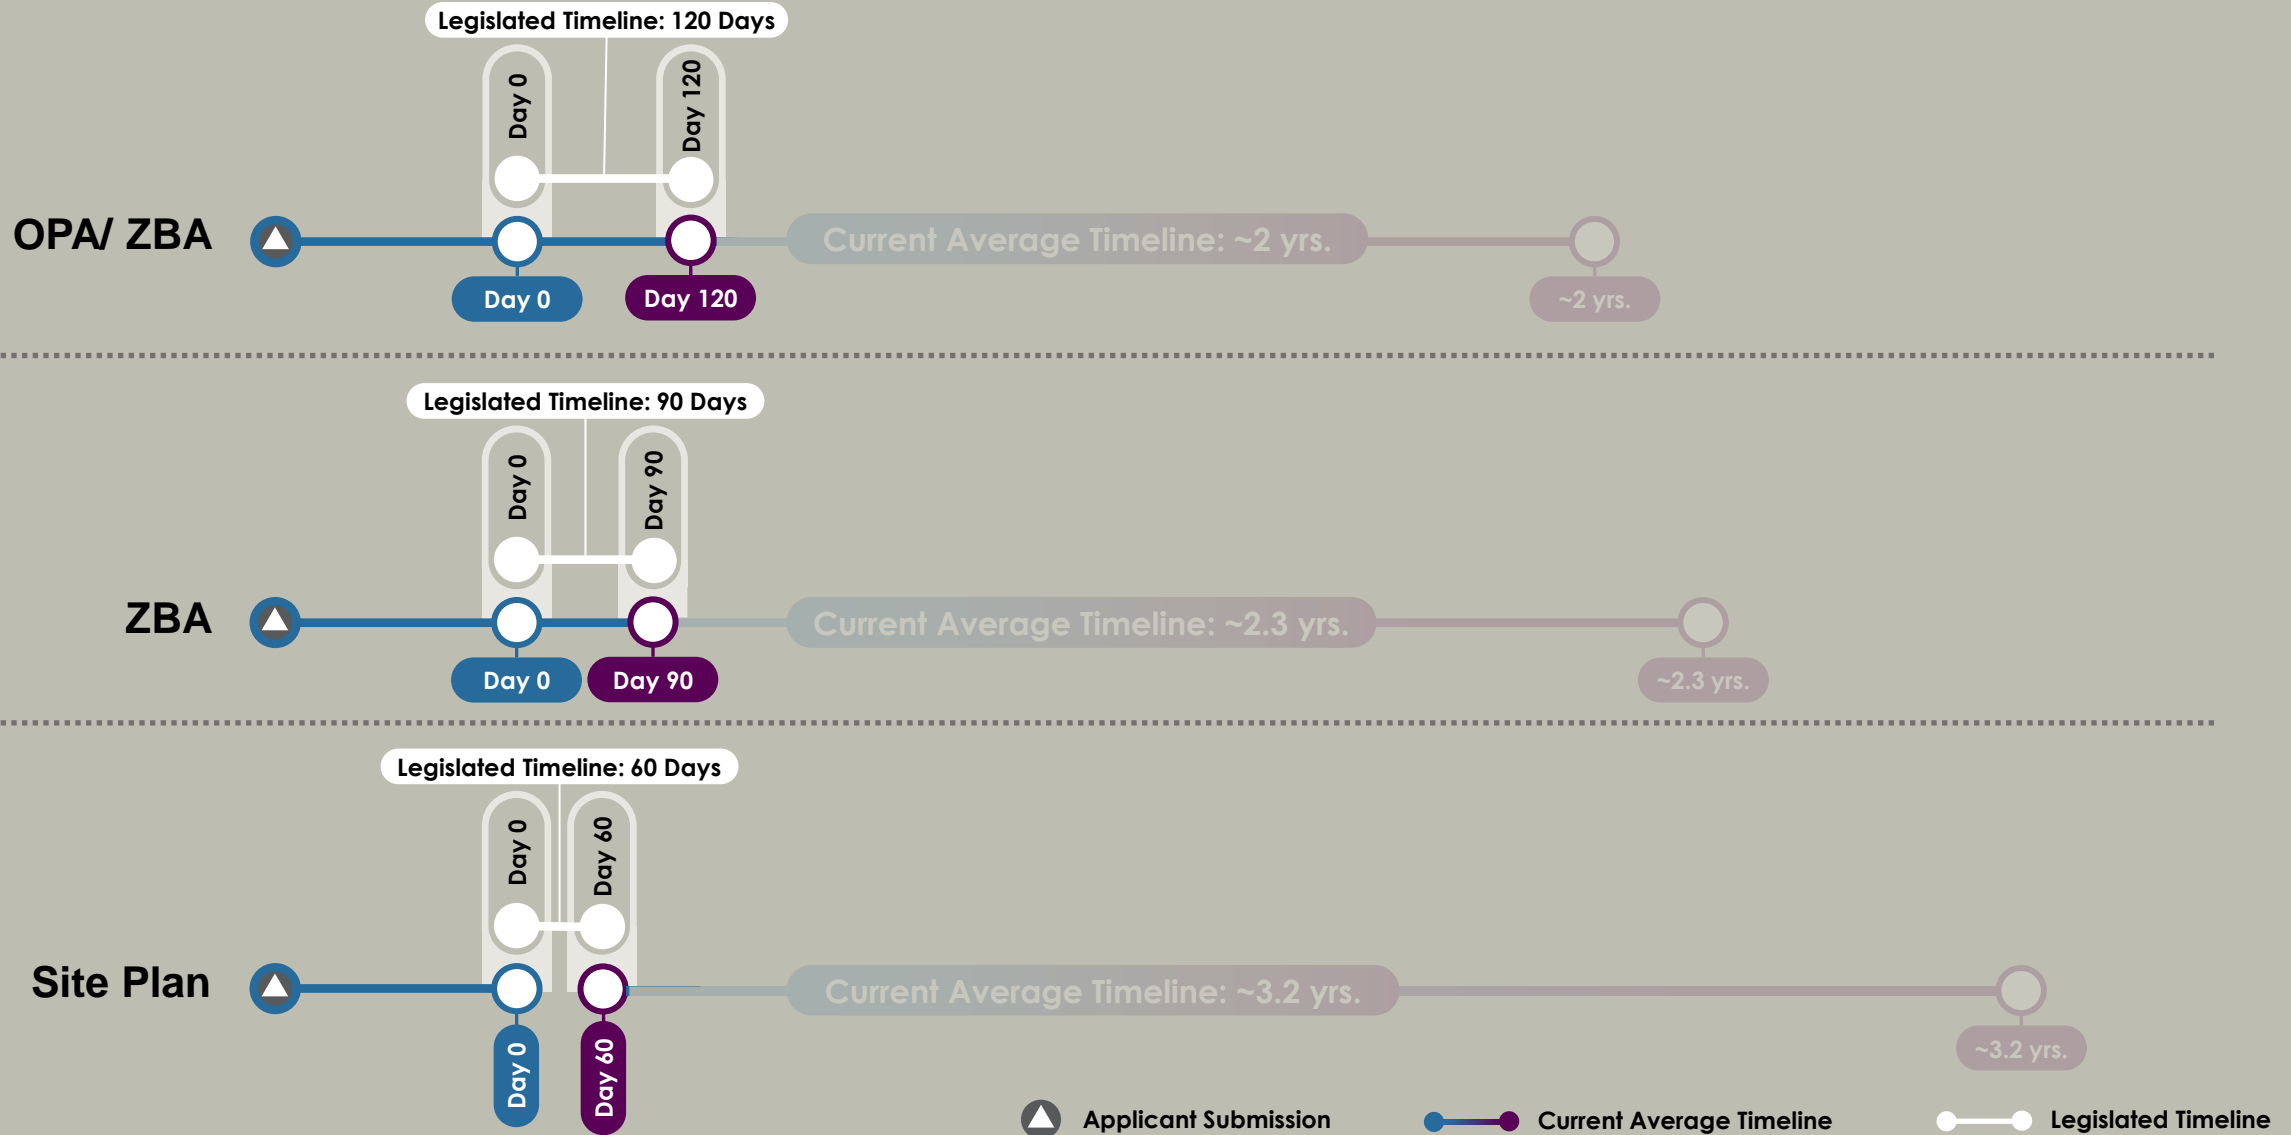 Legislated Timeline: 120 Days
Day 0
Day 120
OPA/ ZBA
Current Average Timeline: ~2 yrs.
Day 0
Day 120
~2 yrs.
Legislated Timeline: 90 Days
Day 0
Day 90
ZBA
Current Average Timeline: ~2.3 yrs.
Day 0
Day 90
~2.3 yrs.
Legislated Timeline: 60 Days
Day 0
Day 60
Site Plan
Current Average Timeline: ~3.2 yrs.
Day 0
Day 60
~3.2 yrs.
Applicant Submission
Current Average Timeline
Legislated Timeline